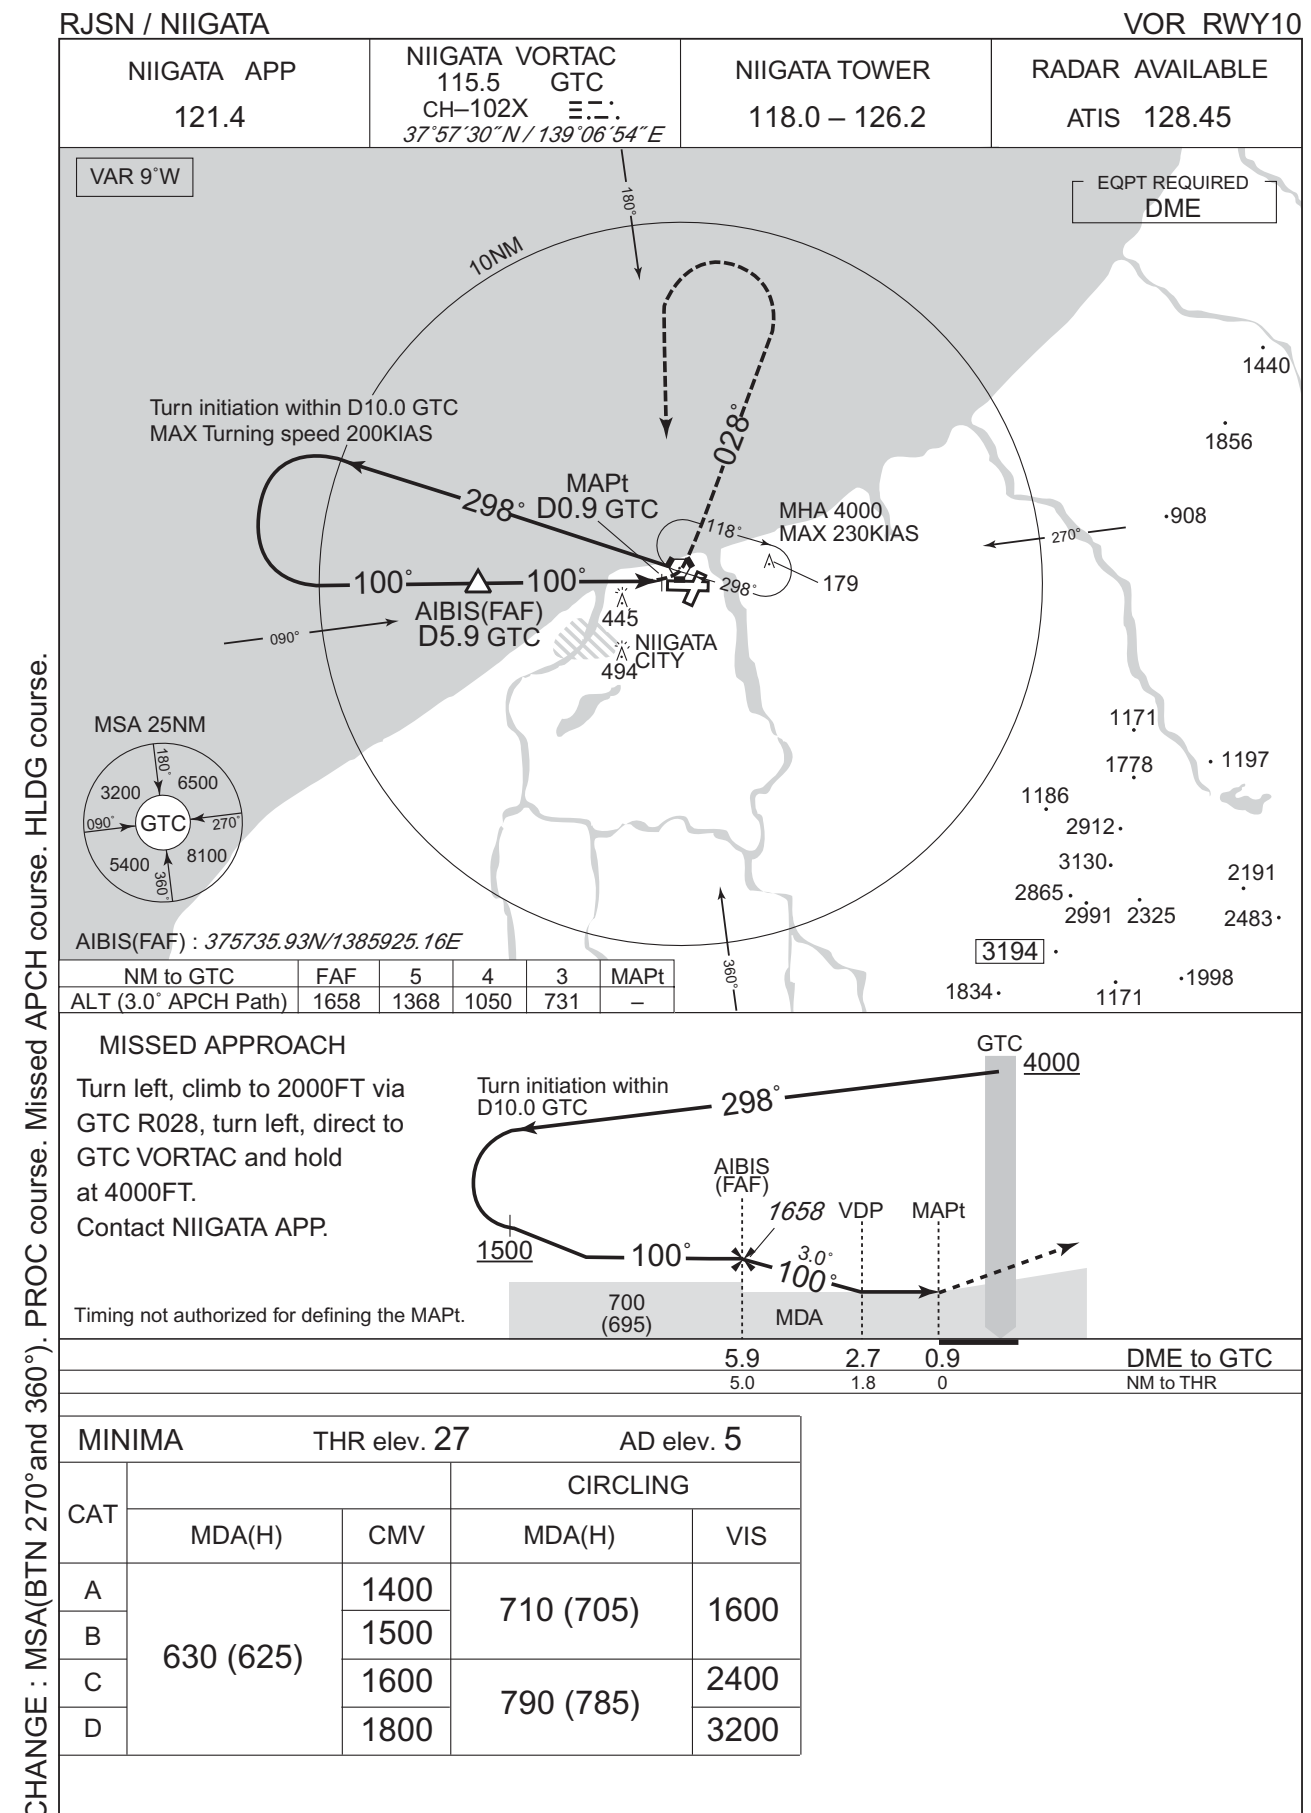 RJSN / NIIGATA
VOR RWY10
NIIGATA APP
121.4
NIIGATA VORTAC
115.5 GTC
CH–102X
37°57´30˝N / 139°06´54˝E
NIIGATA TOWER
118.0 – 126.2
RADAR AVAILABLE
ATIS 128.45
VAR 9°W
EQPT REQUIRED
DME
180°
10NM
1440
1856
908
Turn initiation within D10.0 GTC
MAX Turning speed 200KIAS
028°
298°
MAPt
D0.9 GTC
MHA 4000
MAX 230KIAS
118°
298°
179
270°
100°
100°
AIBIS(FAF)
D5.9 GTC
090°
445
NIIGATA
CITY
494
MSA 25NM
180°
3200
6500
090°
GTC
270°
5400
8100
360°
1171
1778
1197
1186
2912
3130
2191
2865
2991
2325
2483
3194
1998
1834
1171
360°
AIBIS(FAF) : 375735.93N/1385925.16E
NM to GTC FAF 5 4 3 MAPt
ALT (3.0° APCH Path) 1658 1368 1050 731 –
MISSED APPROACH
Turn left, climb to 2000FT via
GTC R028, turn left, direct to
GTC VORTAC and hold
at 4000FT.
Contact NIIGATA APP.
Timing not authorized for defining the MAPt.
GTC
4000
Turn initiation within
D10.0 GTC
298°
AIBIS
(FAF)
1658
VDP
MAPt
1500
100°
3.0°
100°
700
(695)
MDA
5.9 2.7 0.9 DME to GTC
5.0 1.8 0 NM to THR
MINIMA THR elev. 27 AD elev. 5
CAT
CIRCLING
MDA(H) CMV MDA(H) VIS
A
B
C
D
630 (625)
1400
1500
1600
1800
710 (705)
790 (785)
1600
2400
3200
CHANGE : MSA(BTN 270°and 360°). PROC course. Missed APCH course. HLDG course.